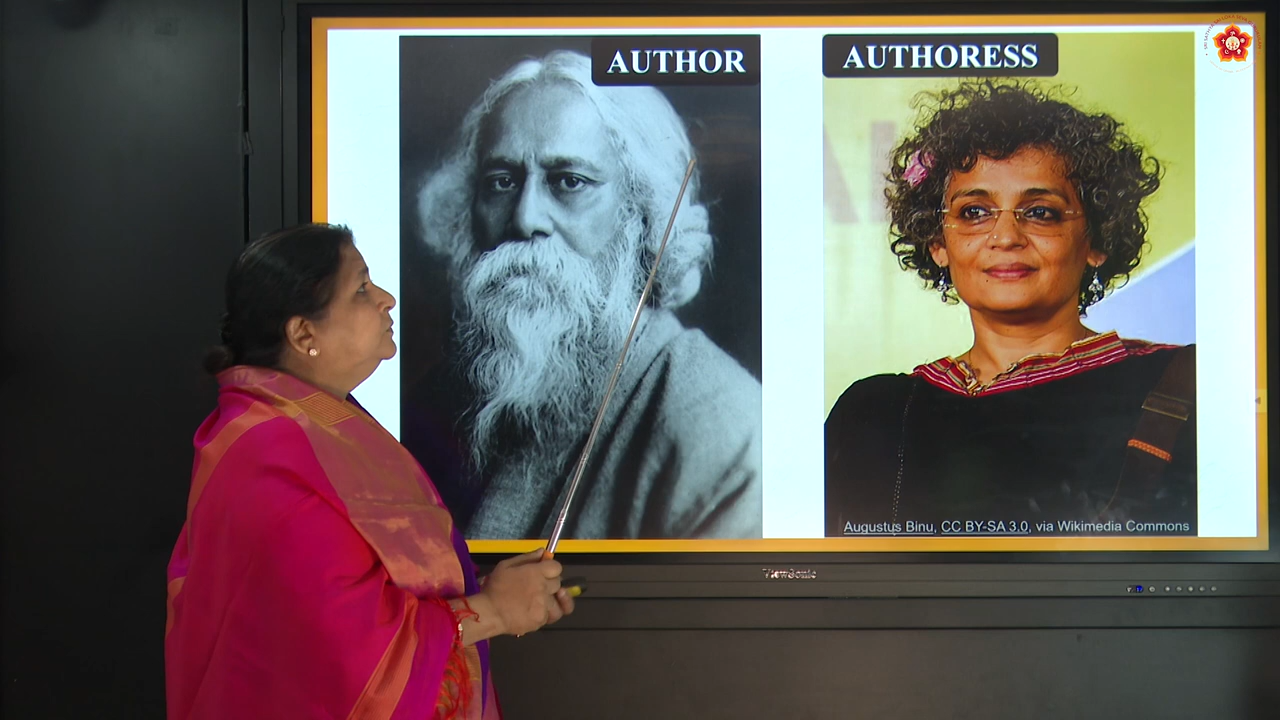 AUTHOR
AUTHORESS
Augustus Binu, CC BY-SA 3.0, via Wikimedia Commons
ViewSonic